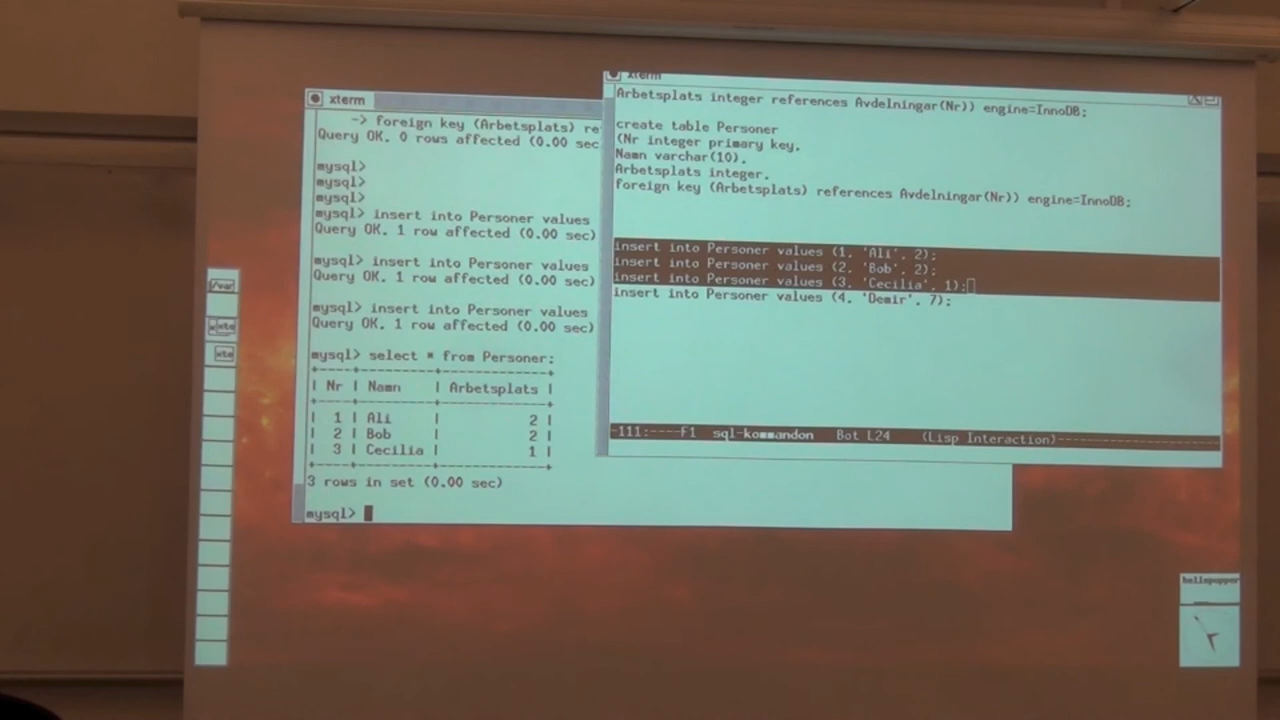 xterm
-> foreign key (Arbetsplats) re
Query OK, 0 rows affected (0.00 sec
mysql>
mysql>
mysql>
mysql> insert into Personer values
Query OK, 1 row affected (0.00 sec)
mysql> insert into Personer values
Query OK, 1 row affected (0.00 sec)
mysql> insert into Personer values
Query OK, 1 row affected (0.00 sec)
mysql> select * from Personer;
+----+---------+-------------+
| Nr | Namn | Arbetsplats |
+----+---------+-------------+
| 1 | Ali | 2 |
| 2 | Bob | 2 |
| 3 | Cecilia | 1 |
+----+---------+-------------+
3 rows in set (0.00 sec)
mysql>
xterm
Arbetsplats integer references Avdelningar(Nr)) engine=InnoDB;
create table Personer
(Nr integer primary key,
Namn varchar(10),
Arbetsplats integer,
foreign key (Arbetsplats) references Avdelningar(Nr)) engine=InnoDB;
insert into Personer values (1, 'Ali', 2);
insert into Personer values (2, 'Bob', 2);
insert into Personer values (3, 'Cecilia', 1);
insert into Personer values (4, 'Demir', 7);
-111:----F1 sql-kommandon Bot L24 (Lisp Interaction)--------------------
/var
xte
xte
hellspopper